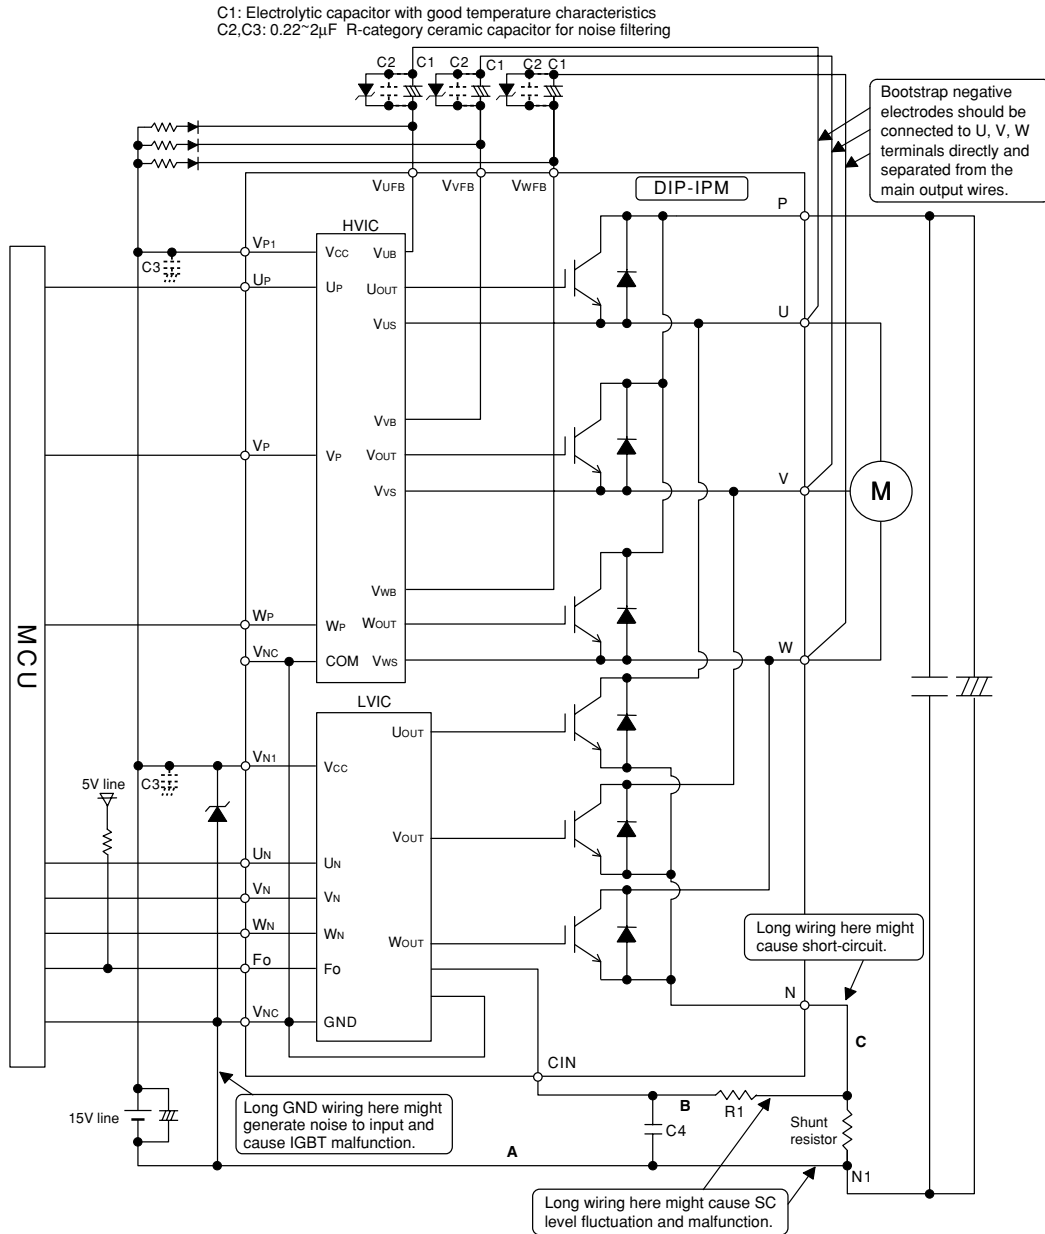 C1: Electrolytic capacitor with good temperature characteristics
C2,C3: 0.22~2μF R-category ceramic capacitor for noise filtering
C2 C1 C2 C1 C2 C1
Bootstrap negative
electrodes should be
connected to U, V, W
terminals directly and
separated from the
main output wires.
VUFB VVFB VWFB
DIP-IPM
P
HVIC
VP1
VCC
VUB
C3
UP
UP
UOUT
VUS
U
VVB
VP
VP
VOUT
VVS
V
M
VWB
WP
WP
WOUT
VNC
COM
VWS
W
MCU
LVIC
UOUT
VN1
VCC
C3
5V line
VOUT
UN
UN
VN
VN
WN
WN
WOUT
Long wiring here might
cause short-circuit.
Fo
Fo
N
VNC
GND
C
CIN
15V line
Long GND wiring here might
generate noise to input and
cause IGBT malfunction.
B
R1
C4
Shunt
resistor
A
N1
Long wiring here might cause SC
level fluctuation and malfunction.